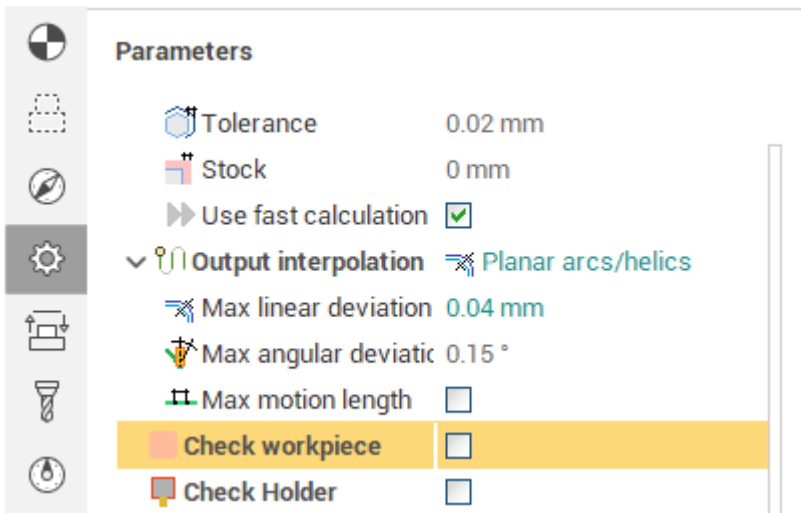 Parameters
Tolerance 0.02 mm
Stock 0 mm
Use fast calculation
Output interpolation Planar arcs/helics
Max linear deviation 0.04 mm
Max angular deviatic 0.15 °
Max motion length
Check workpiece
Check Holder